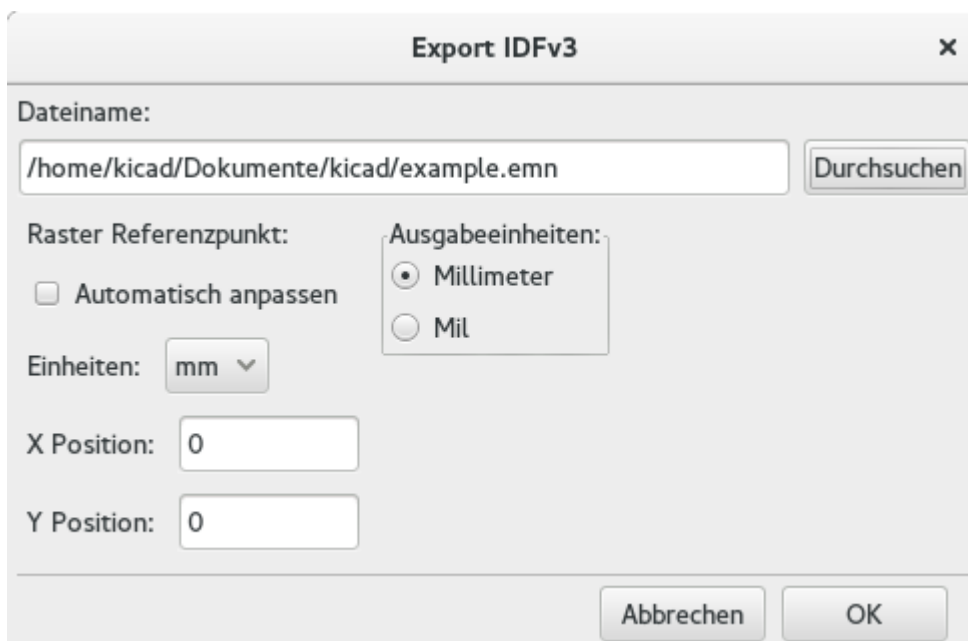 Export IDFv3
Dateiname:
/home/kicad/Dokumente/kicad/example.emn
Durchsuchen
Raster Referenzpunkt:
Automatisch anpassen
Einheiten: mm
X Position: 0
Y Position: 0
Ausgabeeinheiten:
Millimeter
Mil
Abbrechen
OK